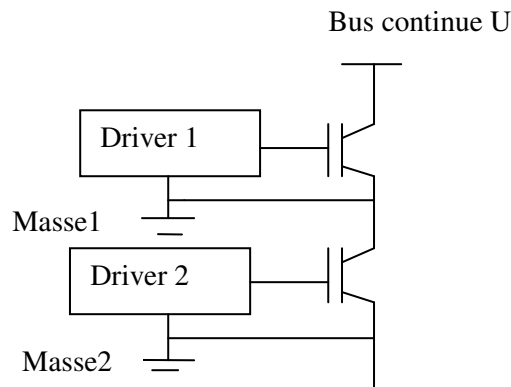 Bus continue U
Driver 1
Masse1
Driver 2
Masse2